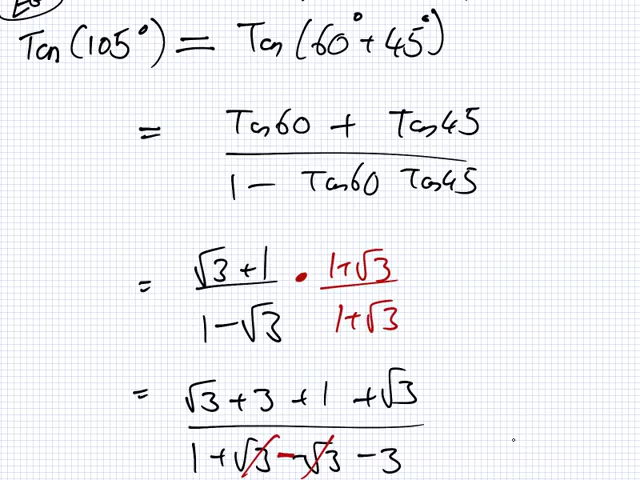 Eg
Tan(105°) = Tan(60° + 45°)
= Tan60 + Tan45
1 - Tan60 Tan45
= √3 + 1 • 1+√3
1 - √3 1+√3
= √3 + 3 + 1 + √3
1 + √3 - √3 - 3